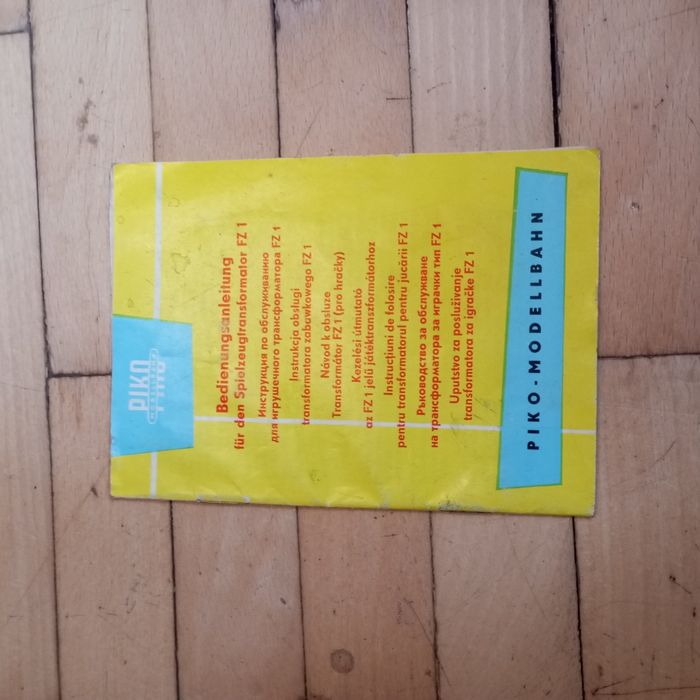 PIKO
Bedienungsanleitung
für den Spielzeugtransformator FZ 1
Инструкция по обслуживанию
для игрушечного трансформатора FZ 1
Instrukcja obsługi
transformatora zabawkowego FZ 1
Návod k obsluze
Transformátor FZ 1 (pro hračky)
Kezelési útmutató
az FZ 1 jelű játéktranszformátorhoz
Instrucţiuni de folosire
pentru transformatorul pentru jucării FZ 1
Ръководство за обслужване
на трансформатора за играчки тип FZ 1
Uputstvo za posluživanje
transformatora za igračke FZ 1
PIKO-MODELLBAHN